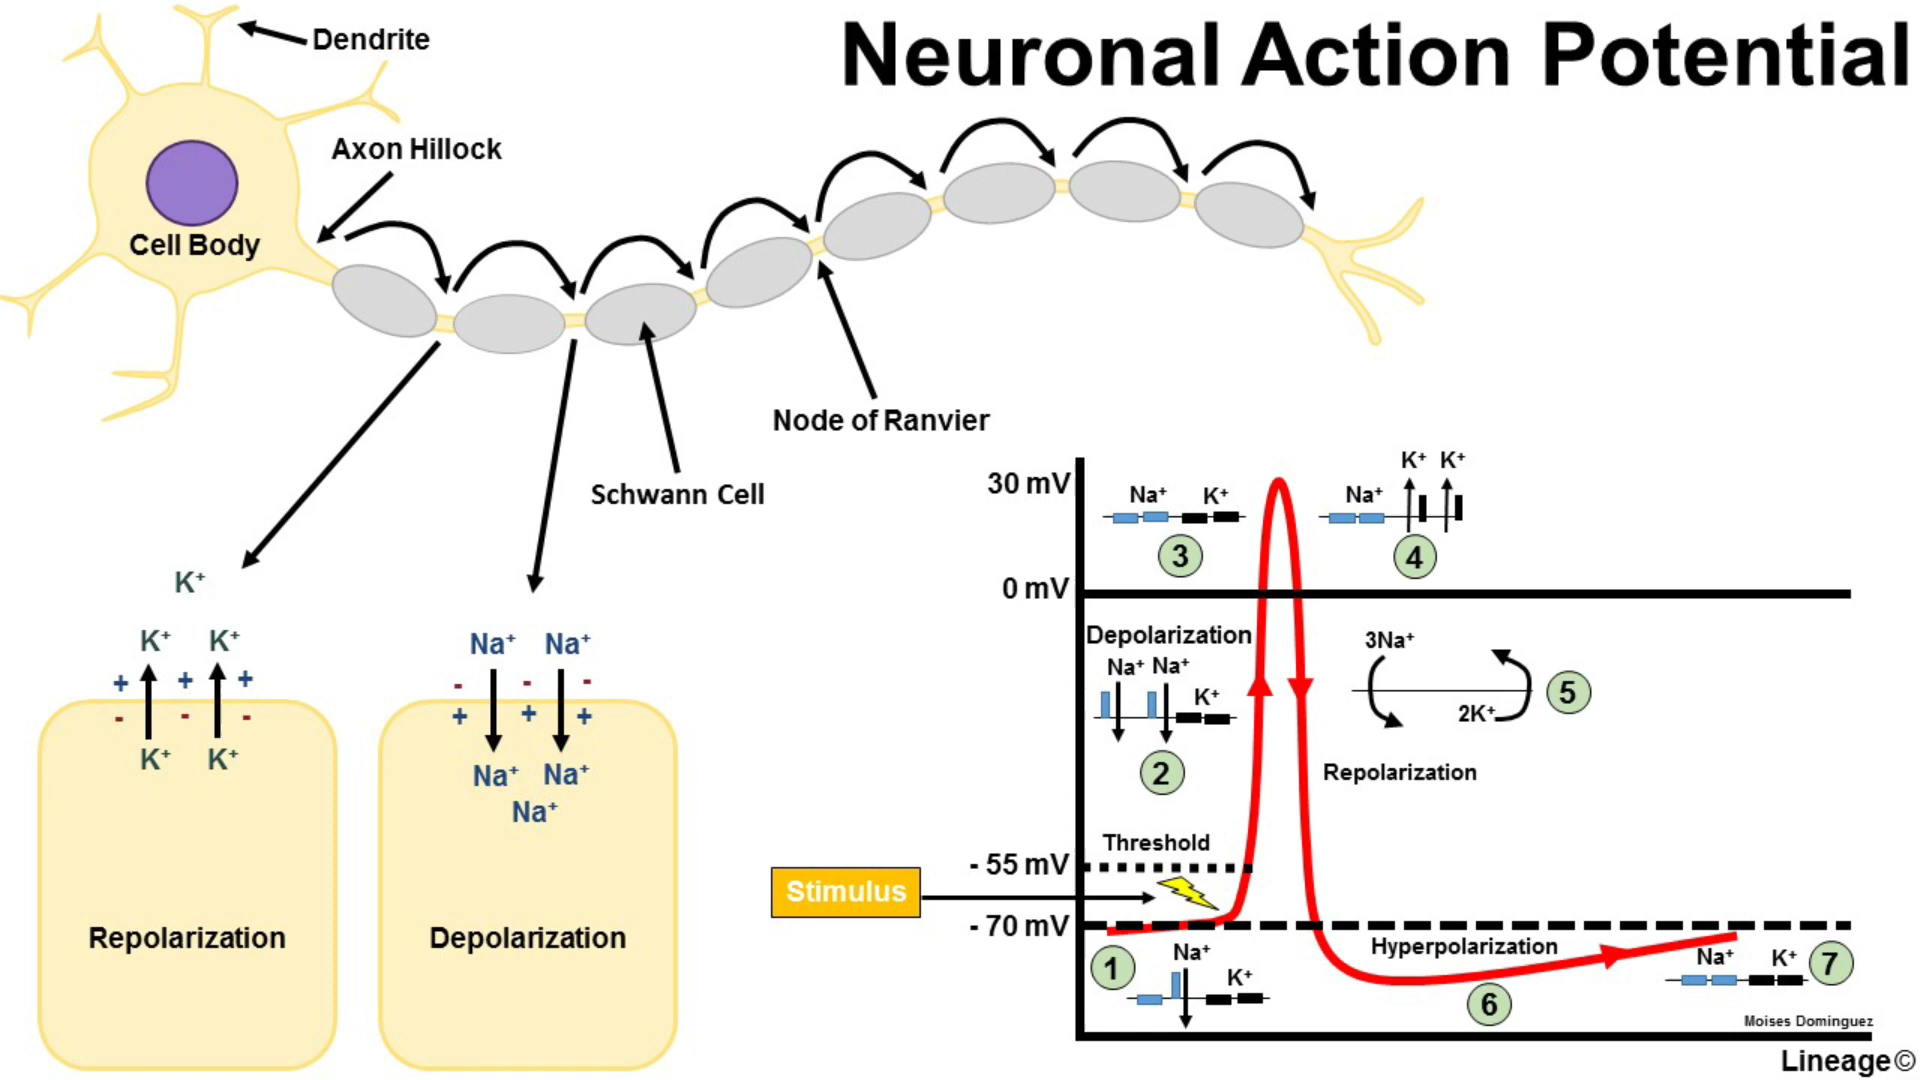 Neuronal Action Potential
Dendrite
Axon Hillock
Cell Body
Node of Ranvier
Schwann Cell
K⁺
K⁺ K⁺
+ + +
- - -
K⁺ K⁺
Repolarization
Na⁺ Na⁺
- - -
+ + +
Na⁺ Na⁺
Na⁺
Depolarization
30 mV
Na⁺ K⁺
3
Na⁺ K⁺ K⁺
4
0 mV
Depolarization
Na⁺ Na⁺
K⁺
2
3Na⁺
2K⁺
5
Repolarization
Threshold
- 55 mV
Stimulus
- 70 mV
1
Na⁺
K⁺
Hyperpolarization
6
Na⁺ K⁺
7
Moises Dominguez
Lineage©